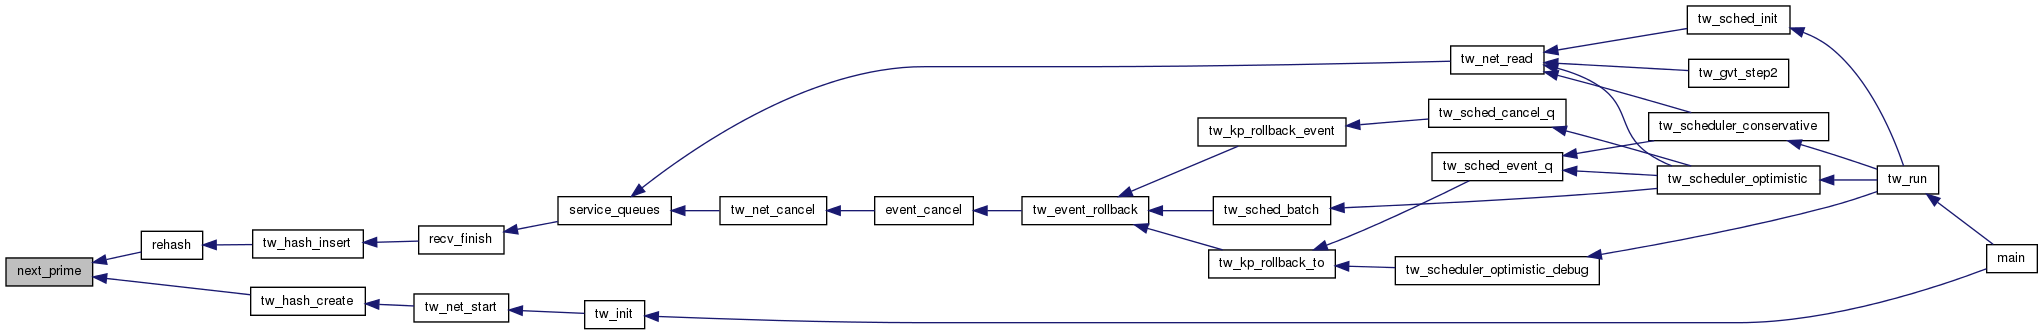 next_prime
rehash
tw_hash_insert
recv_finish
service_queues
tw_net_cancel
event_cancel
tw_event_rollback
tw_kp_rollback_event
tw_sched_batch
tw_kp_rollback_to
tw_net_read
tw_sched_cancel_q
tw_sched_event_q
tw_scheduler_optimistic_debug
tw_sched_init
tw_gvt_step2
tw_scheduler_conservative
tw_scheduler_optimistic
tw_run
main
tw_hash_create
tw_net_start
tw_init